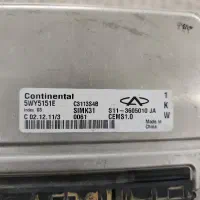 Continental
5WY5151E C3113S4B
Index 03 SIMK31 S11-3605010 JA
C 02.12.11/3 0061 CEMS1.0
Made in
China
1
K
W